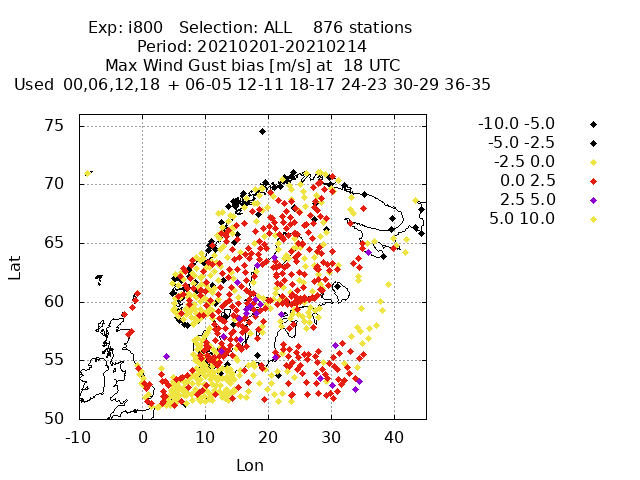 Exp: i800 Selection: ALL 876 stations
Period: 20210201-20210214
Max Wind Gust bias [m/s] at 18 UTC
Used 00,06,12,18 + 06-05 12-11 18-17 24-23 30-29 36-35
-10.0 -5.0
-5.0 -2.5
-2.5 0.0
0.0 2.5
2.5 5.0
5.0 10.0
75
70
65
60
55
50
Lat
-10 0 10 20 30 40
Lon